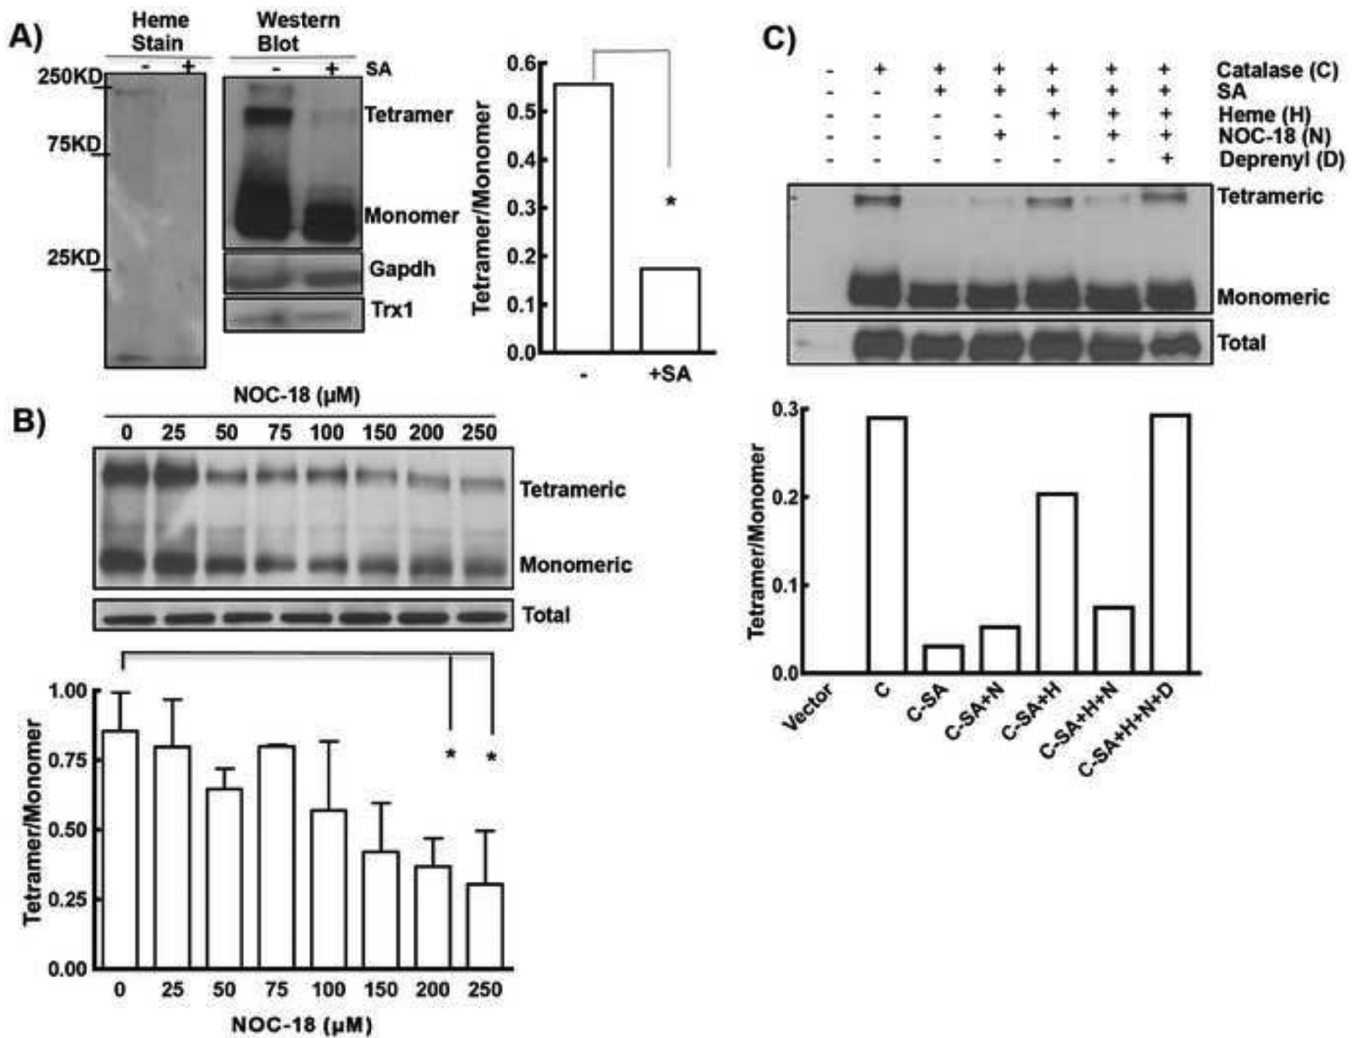 A)
Heme
Stain
Western
Blot
- +
- + SA
250KD
75KD
25KD
Tetramer
Monomer
Gapdh
Trx1
Tetramer/Monomer
0.6
0.5
0.4
0.3
0.2
0.1
0.0
*
- +SA
B)
NOC-18 (µM)
0 25 50 75 100 150 200 250
Tetrameric
Monomeric
Total
Tetramer/Monomer
1.00
0.75
0.50
0.25
0.00
* *
0 25 50 75 100 150 200 250
NOC-18 (µM)
C)
- + + + + + + Catalase (C)
- - + + + + + SA
- - - - + + + Heme (H)
- - - + - + + NOC-18 (N)
- - - - - - + Deprenyl (D)
Tetrameric
Monomeric
Total
Tetramer/Monomer
0.3
0.2
0.1
0.0
Vector
C
C-SA
C-SA+N
C-SA+H
C-SA+H+N
C-SA+H+N+D